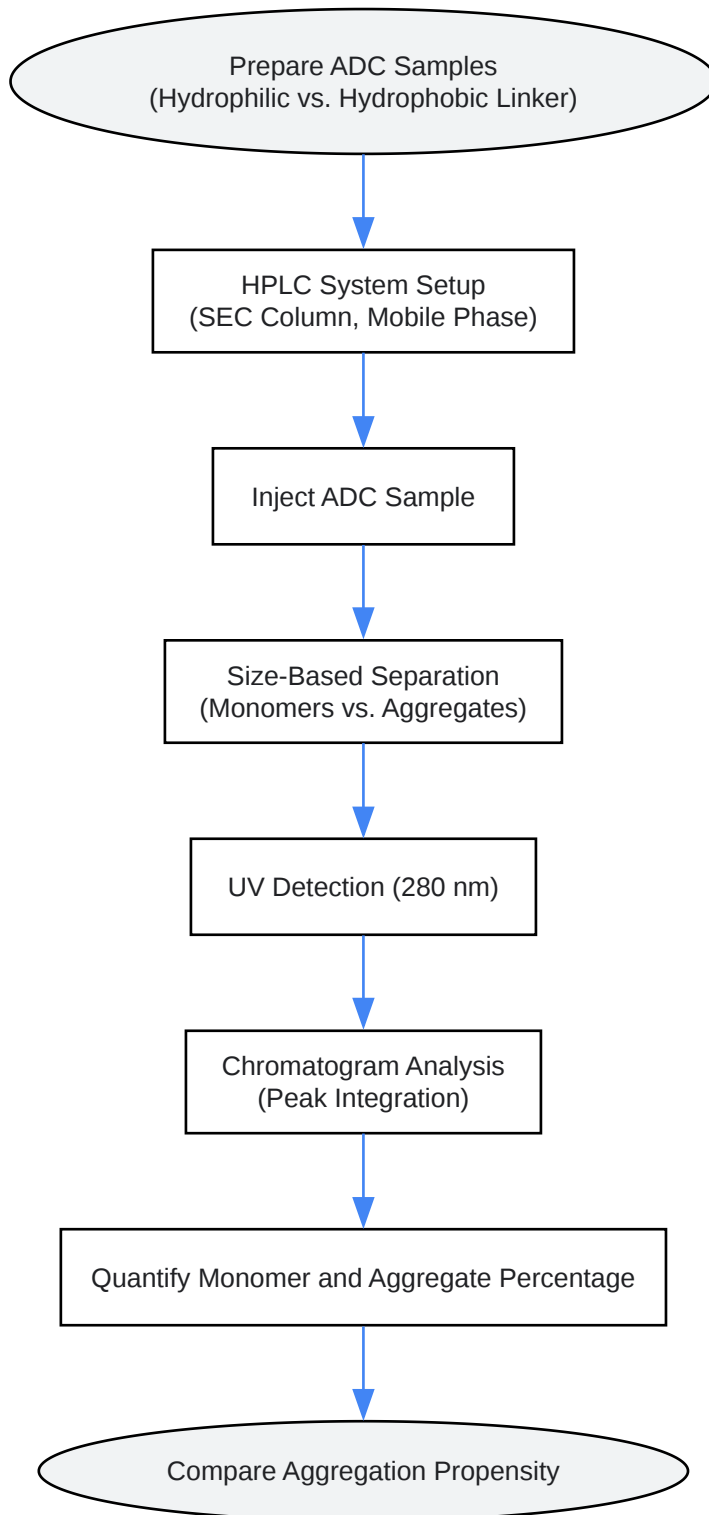 Prepare ADC Samples
(Hydrophilic vs. Hydrophobic Linker)
HPLC System Setup
(SEC Column, Mobile Phase)
Inject ADC Sample
Size-Based Separation
(Monomers vs. Aggregates)
UV Detection (280 nm)
Chromatogram Analysis
(Peak Integration)
Quantify Monomer and Aggregate Percentage
Compare Aggregation Propensity